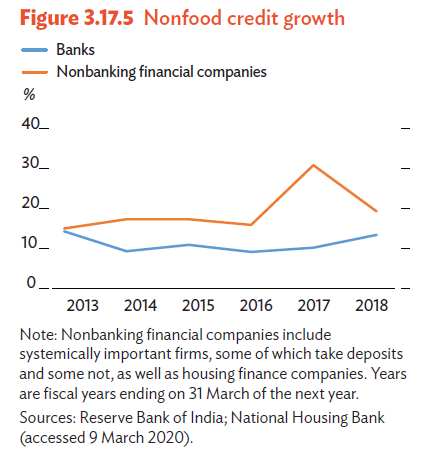 Figure 3.17.5 Nonfood credit growth
Banks
Nonbanking financial companies
%
40
30
20
10
0
2013 2014 2015 2016 2017 2018
Note: Nonbanking financial companies include
systemically important firms, some of which take deposits
and some not, as well as housing finance companies. Years
are fiscal years ending on 31 March of the next year.
Sources: Reserve Bank of India; National Housing Bank
(accessed 9 March 2020).